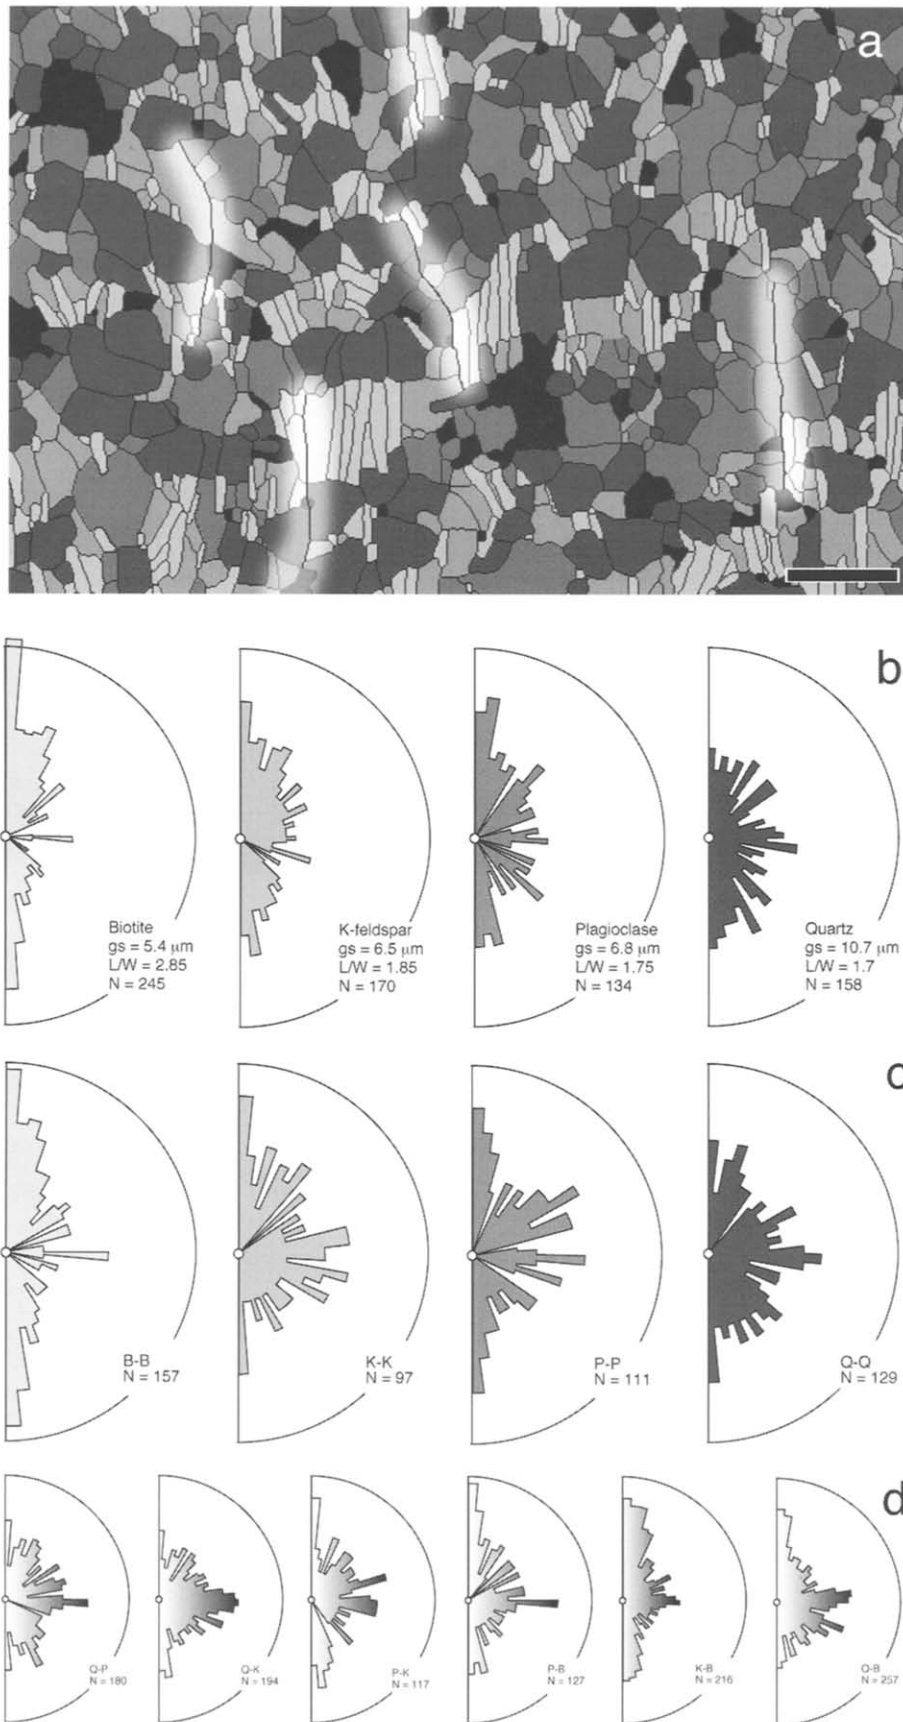 a
b
Biotite
gs = 5.4 μm
L/W = 2.85
N = 245
K-feldspar
gs = 6.5 μm
L/W = 1.85
N = 170
Plagioclase
gs = 6.8 μm
L/W = 1.75
N = 134
Quartz
gs = 10.7 μm
L/W = 1.7
N = 158
c
B-B
N = 157
K-K
N = 97
P-P
N = 111
Q-Q
N = 129
d
Q-P
N = 180
Q-K
N = 194
P-K
N = 117
P-B
N = 127
K-B
N = 216
Q-B
N = 257